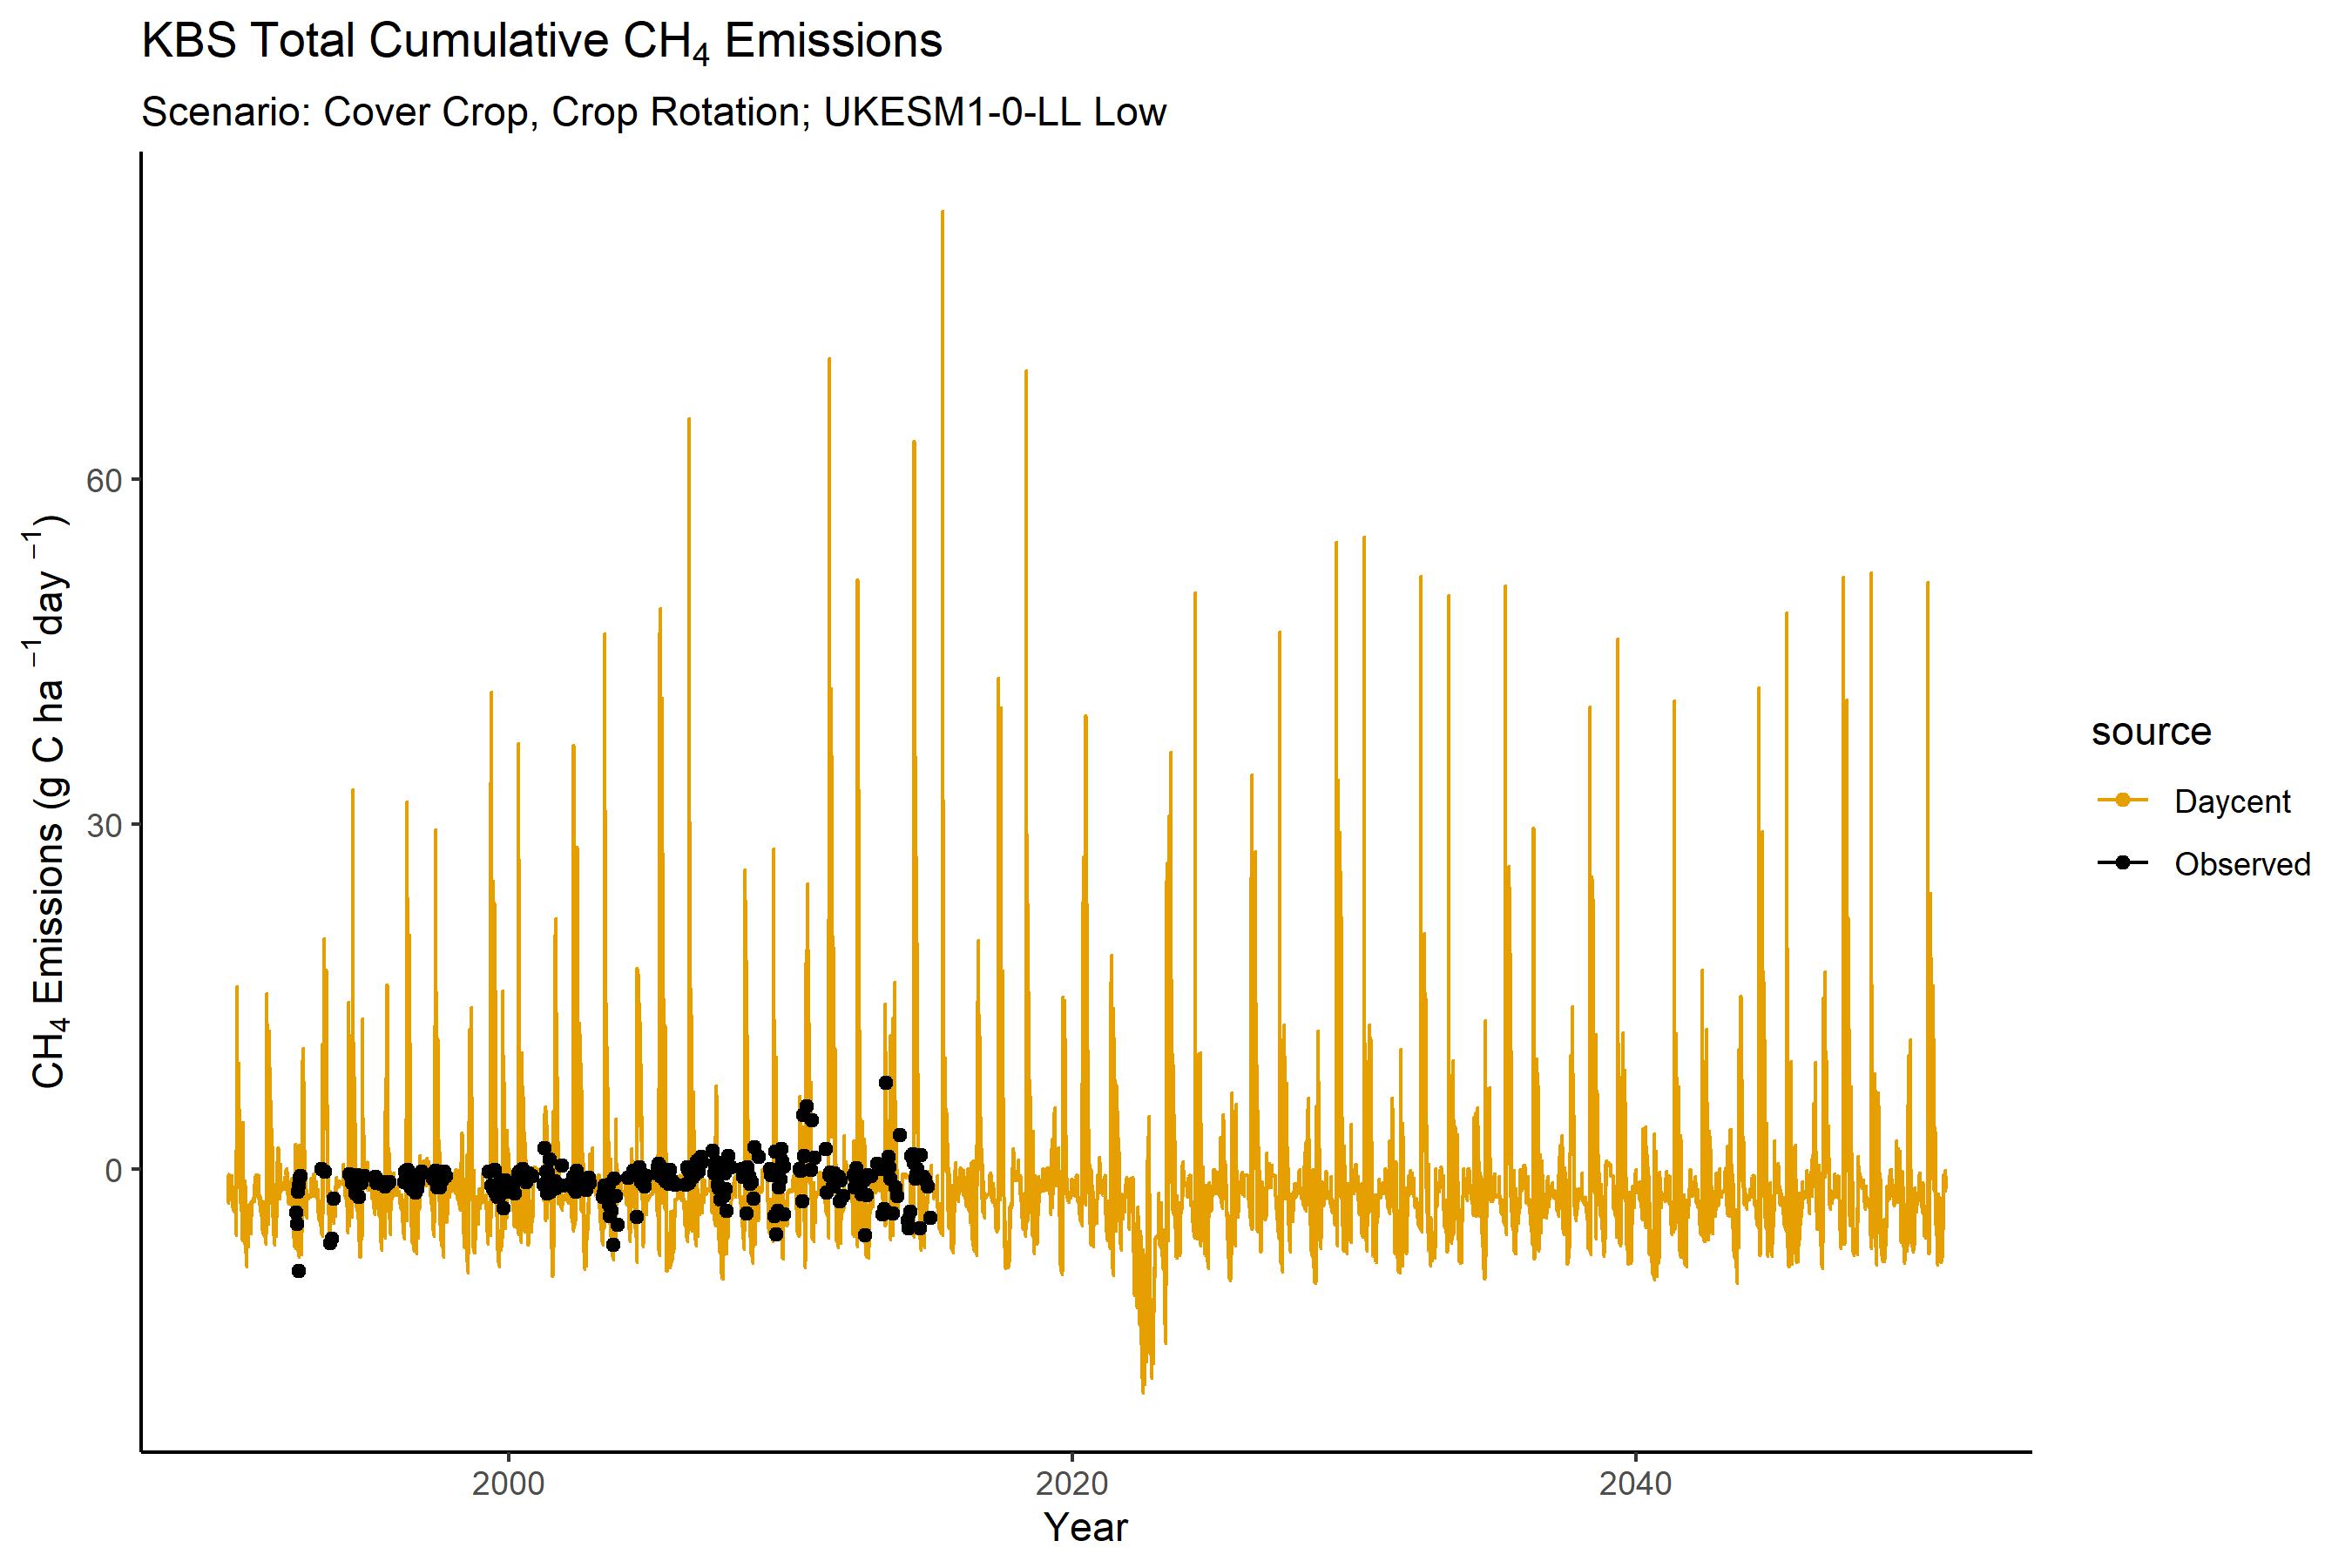 KBS Total Cumulative CH₄ Emissions
Scenario: Cover Crop, Crop Rotation; UKESM1-0-LL Low
CH₄ Emissions (g C ha ⁻¹day ⁻¹)
60
30
0
2000
2020
2040
Year
source
Daycent
Observed